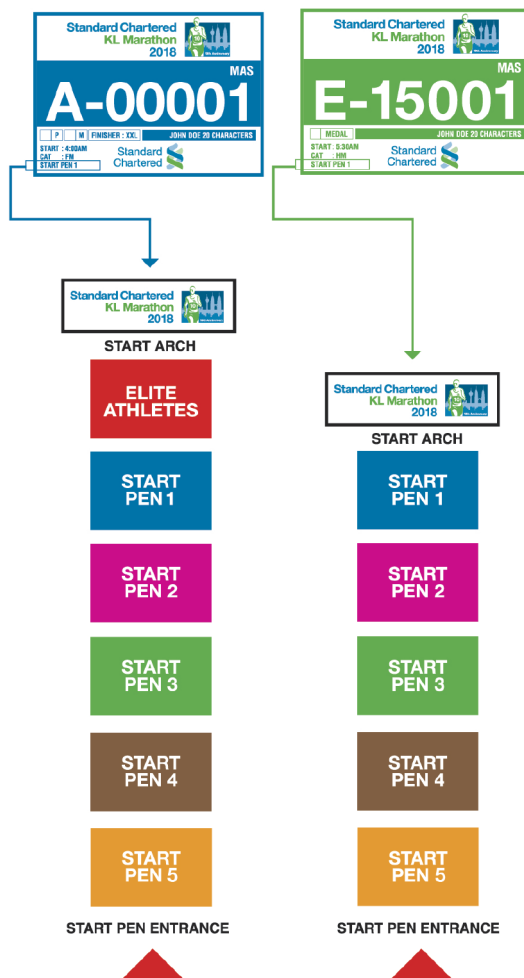 Standard Chartered
KL Marathon
2018
MAS
A-00001
P M FINISHER : XXL JOHN DOE 20 CHARACTERS
START : 4:00AM
CAT : FM
START PEN 1
Standard
Chartered
Standard Chartered
KL Marathon
2018
MAS
E-15001
MEDAL JOHN DOE 20 CHARACTERS
START : 5:30AM
CAT : HM
START PEN 1
Standard
Chartered
Standard Chartered
KL Marathon
2018
START ARCH
ELITE
ATHLETES
START
PEN 1
START
PEN 2
START
PEN 3
START
PEN 4
START
PEN 5
START PEN ENTRANCE
Standard Chartered
KL Marathon
2018
START ARCH
START
PEN 1
START
PEN 2
START
PEN 3
START
PEN 4
START
PEN 5
START PEN ENTRANCE